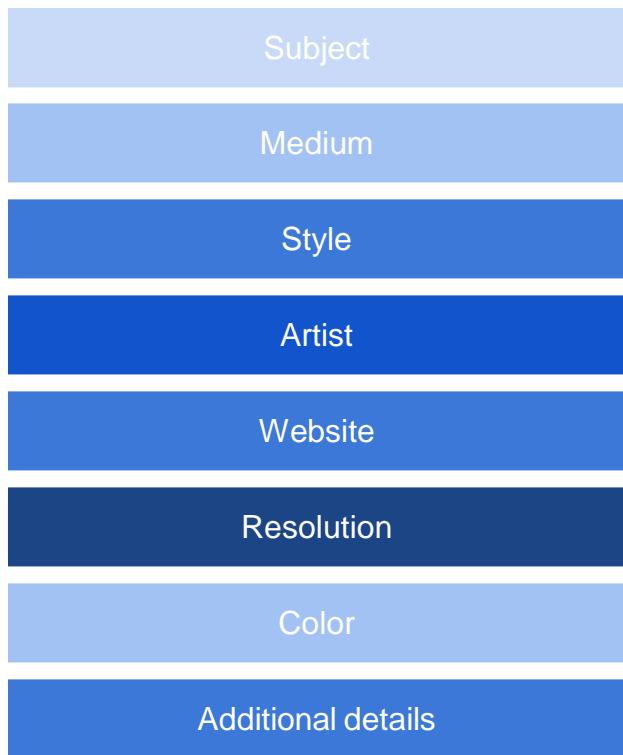 Subject
Medium
Style
Artist
Website
Resolution
Color
Additional details